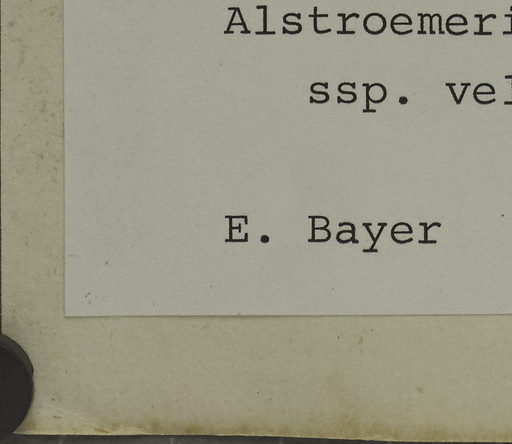 Alstroemeri
ssp. vel
E. Bayer